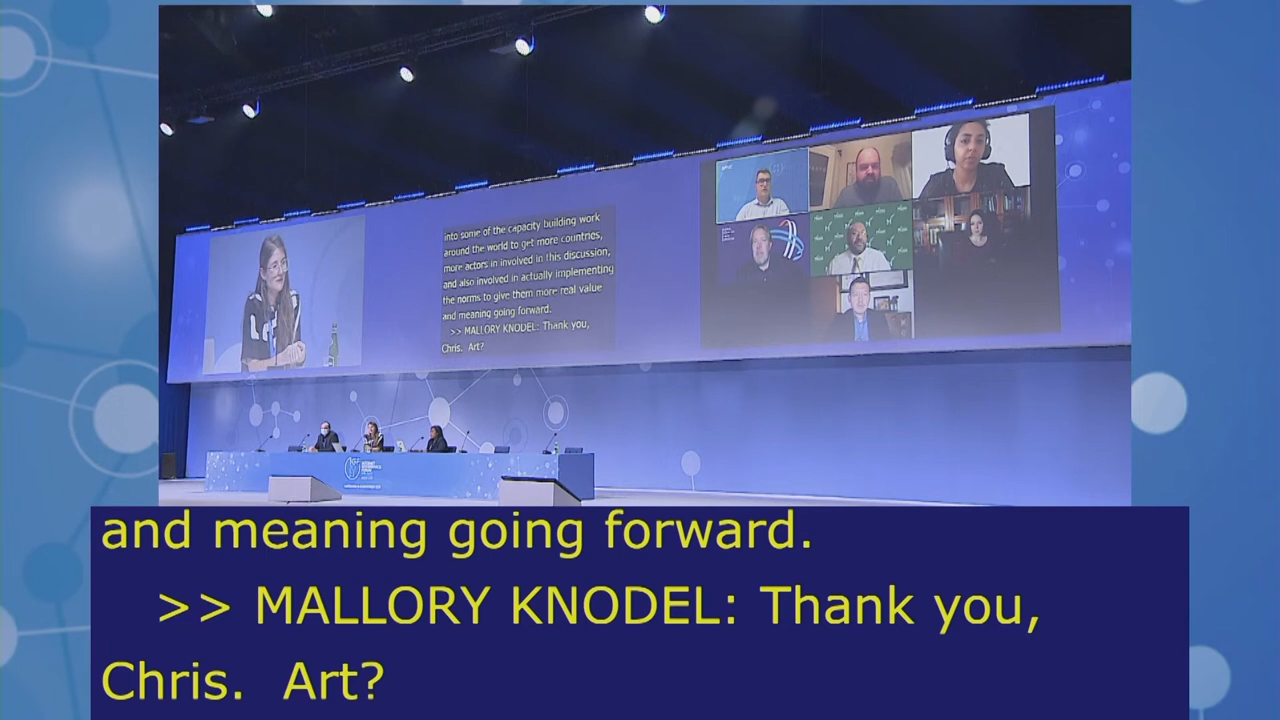 into some of the capacity building work
around the world to get more countries,
more actors in involved in this discussion,
and also involved in actually implementing
the norms to give them more real value
and meaning going forward.
>> MALLORY KNODEL: Thank you,
Chris. Art?
and meaning going forward.
>> MALLORY KNODEL: Thank you,
Chris. Art?